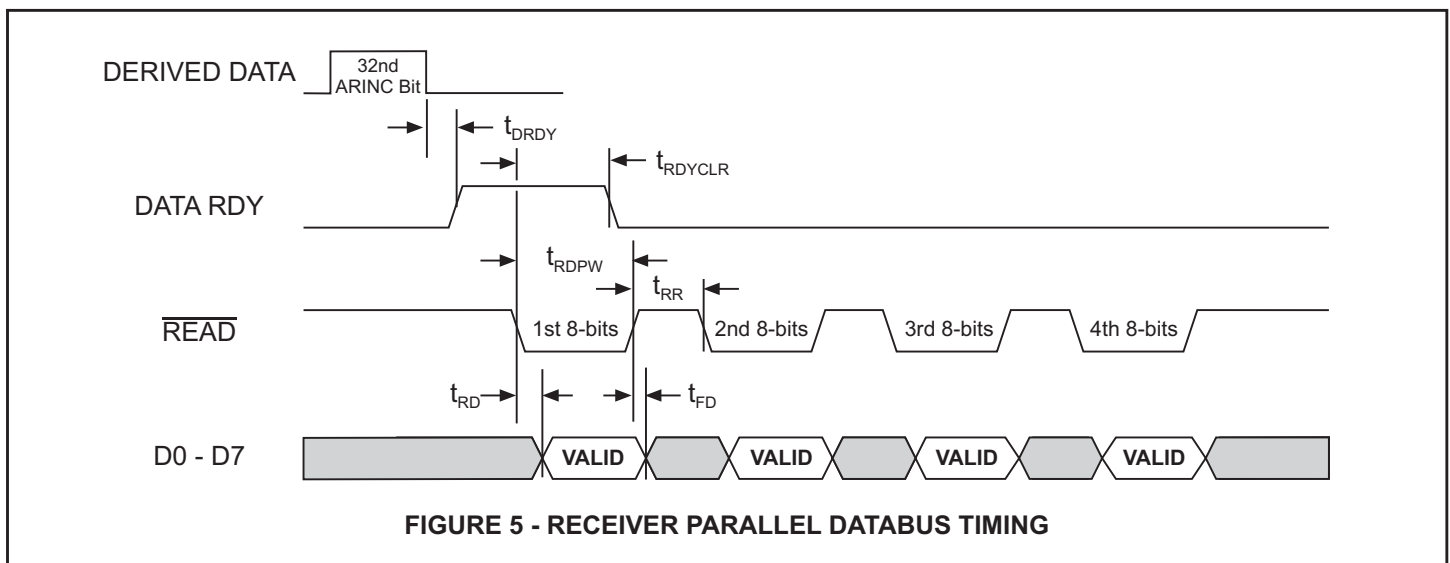 DERIVED DATA
32nd
ARINC Bit
tDRDY
tRDYCLR
DATA RDY
tRDPW
tRR
READ
1st 8-bits
2nd 8-bits
3rd 8-bits
4th 8-bits
tRD
tFD
D0 - D7
VALID
VALID
VALID
VALID
FIGURE 5 - RECEIVER PARALLEL DATABUS TIMING